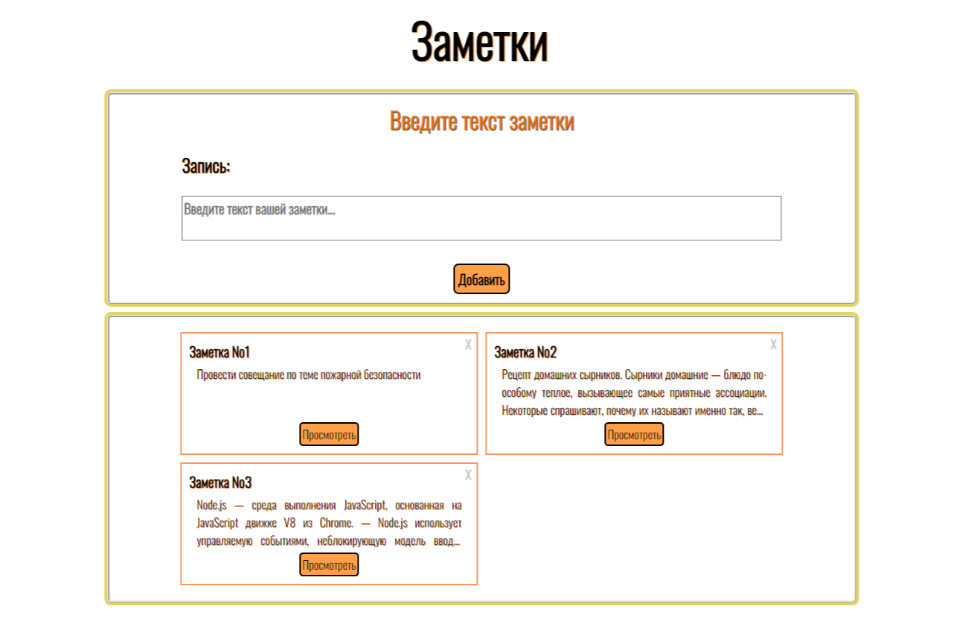 Заметки
Введите текст заметки
Запись:
Введите текст вашей заметки...
Добавить
Заметка No1
X
Провести совещание по теме пожарной безопасности
Просмотреть
Заметка No2
X
Рецепт домашних сырников. Сырники домашние — блюдо по-
особому теплое, вызывающее самые приятные ассоциации.
Некоторые спрашивают, почему их называют именно так, ве...
Просмотреть
Заметка No3
X
Node.js — среда выполнения JavaScript, основанная на
JavaScript движке V8 из Chrome. — Node.js использует
управляемую событиями, неблокирующую модель ввод...
Просмотреть